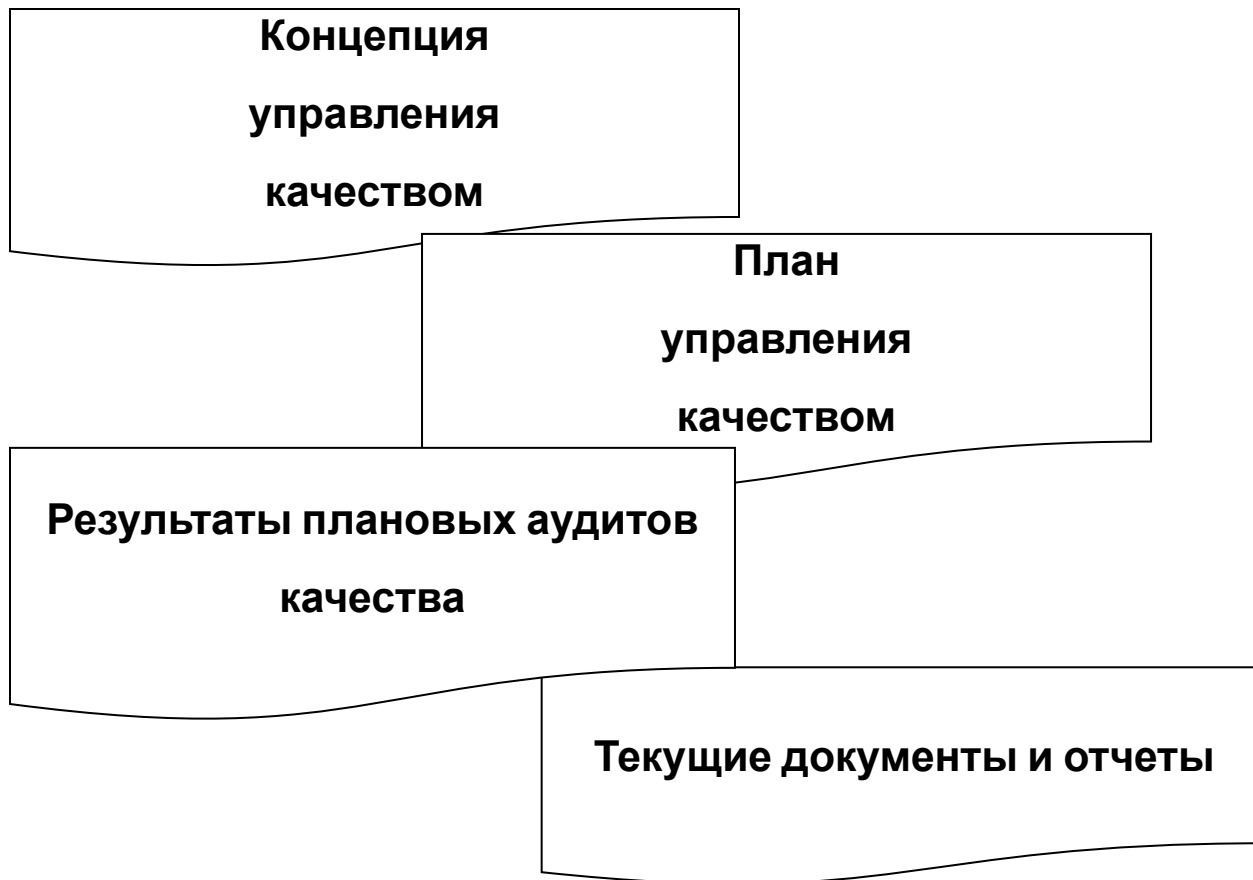 Концепция
управления
качеством
План
управления
качеством
Результаты плановых аудитов
качества
Текущие документы и отчеты